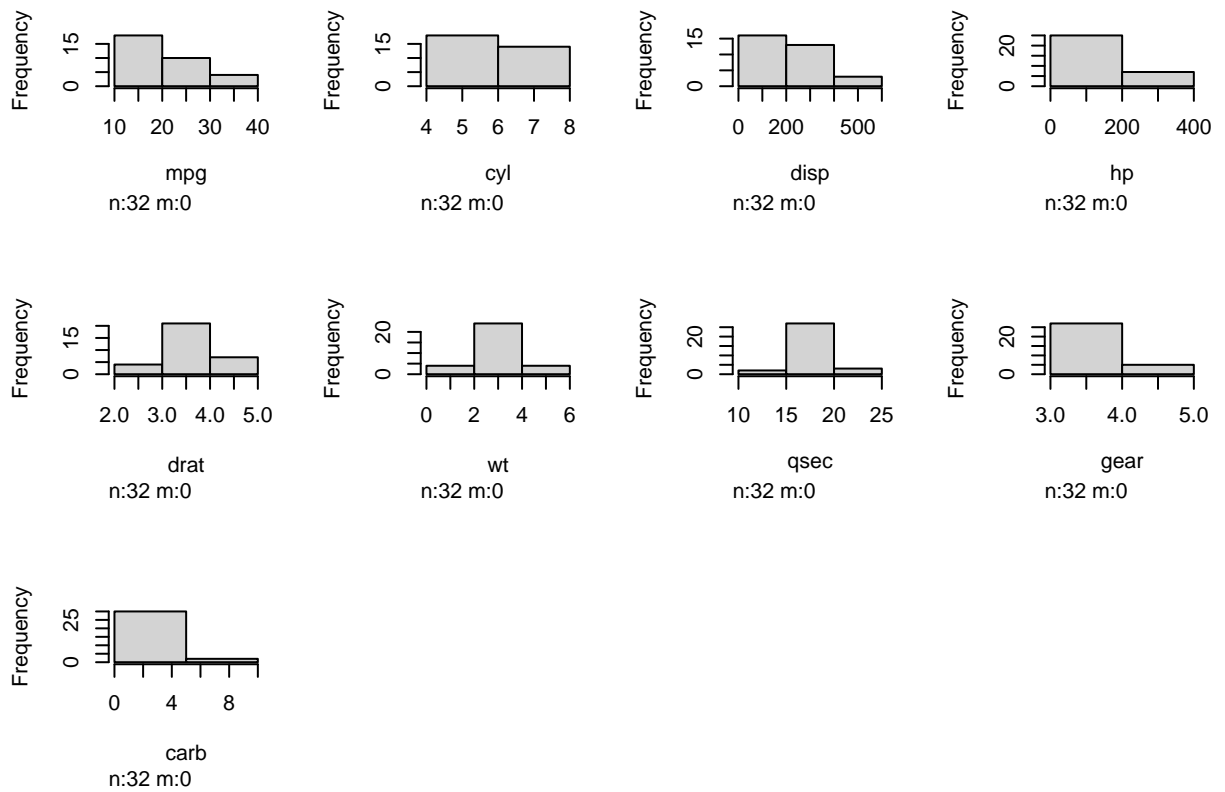 Frequency
15
0
10 20 30 40
mpg
n:32 m:0
Frequency
15
0
4 5 6 7 8
cyl
n:32 m:0
Frequency
15
0
0 200 500
disp
n:32 m:0
Frequency
20
0
0 200 400
hp
n:32 m:0
Frequency
15
0
2.0 3.0 4.0 5.0
drat
n:32 m:0
Frequency
20
0
0 2 4 6
wt
n:32 m:0
Frequency
20
0
10 15 20 25
qsec
n:32 m:0
Frequency
20
0
3.0 4.0 5.0
gear
n:32 m:0
Frequency
25
0
0 4 8
carb
n:32 m:0